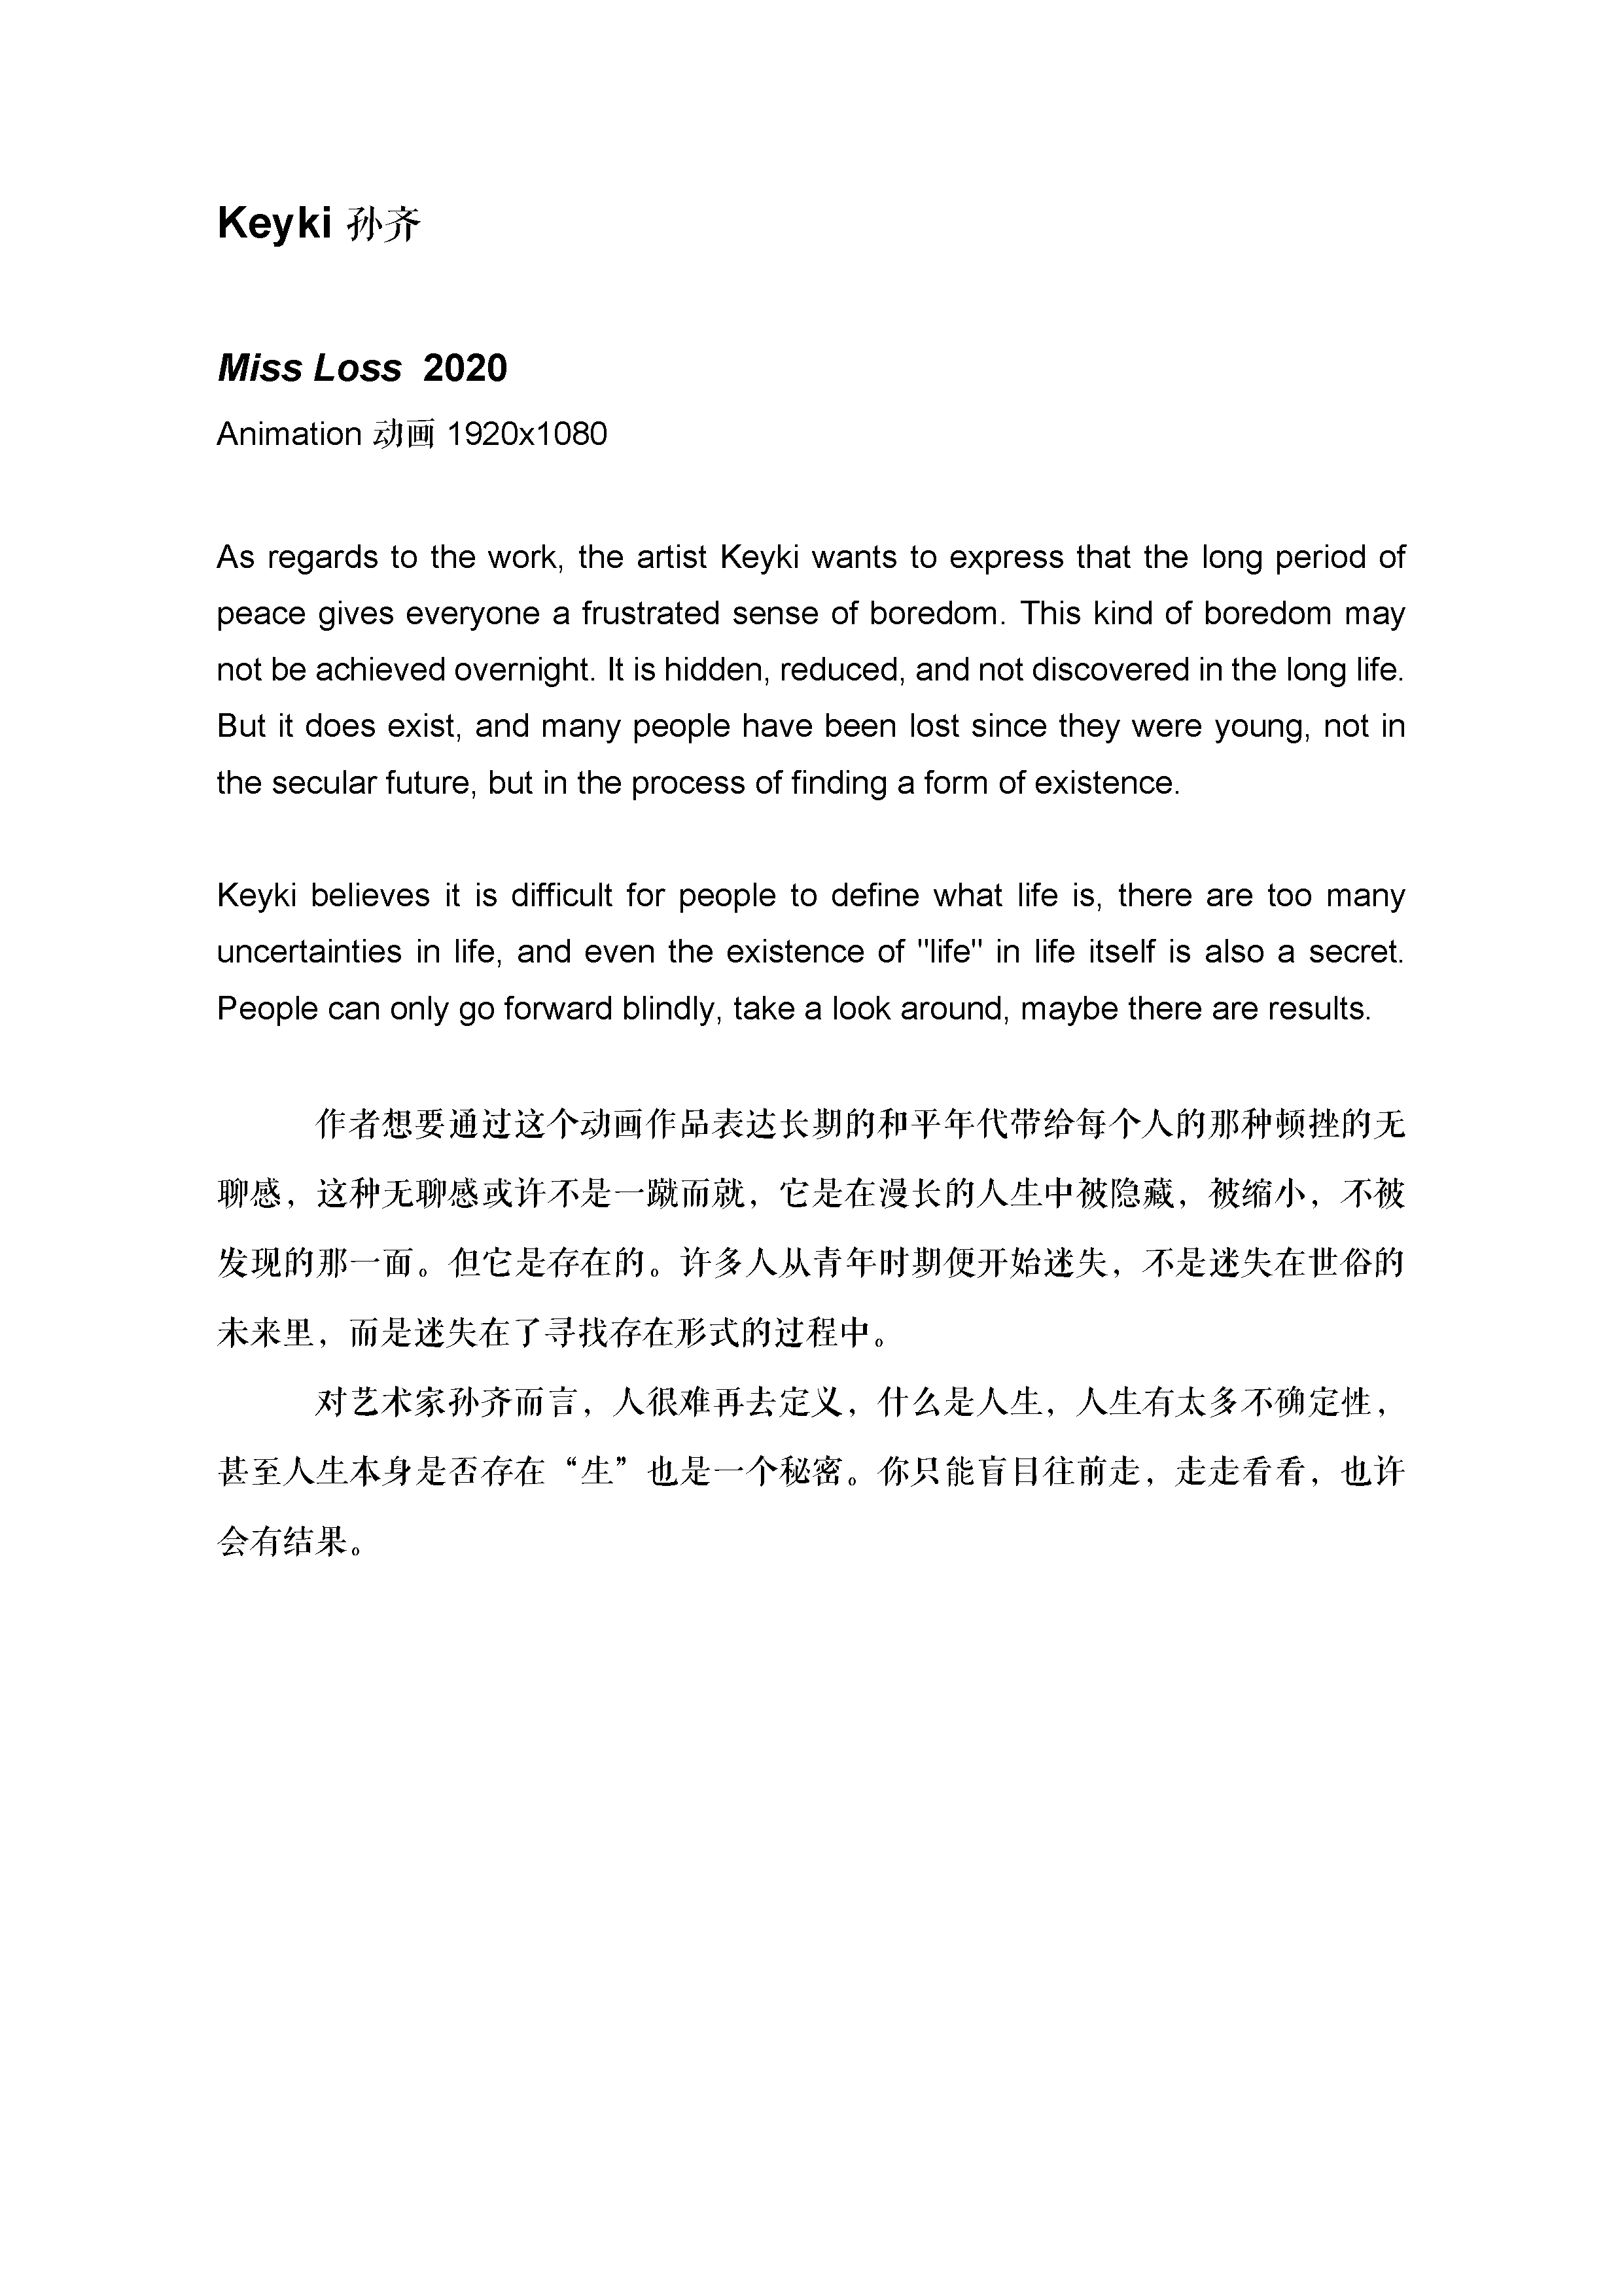 Keyki 孙齐
Miss Loss 2020
Animation 动画 1920x1080
As regards to the work, the artist Keyki wants to express that the long period of
peace gives everyone a frustrated sense of boredom. This kind of boredom may
not be achieved overnight. It is hidden, reduced, and not discovered in the long life.
But it does exist, and many people have been lost since they were young, not in
the secular future, but in the process of finding a form of existence.
Keyki believes it is difficult for people to define what life is, there are too many
uncertainties in life, and even the existence of "life" in life itself is also a secret.
People can only go forward blindly, take a look around, maybe there are results.
作者想要通过这个动画作品表达长期的和平年代带给每个人的那种顿挫的无
聊感，这种无聊感或许不是一蹴而就，它是在漫长的人生中被隐藏，被缩小，不被
发现的那一面。但它是存在的。许多人从青年时期便开始迷失，不是迷失在世俗的
未来里，而是迷失在了寻找存在形式的过程中。
对艺术家孙齐而言，人很难再去定义，什么是人生，人生有太多不确定性，
甚至人生本身是否存在“生”也是一个秘密。你只能盲目往前走，走走看看，也许
会有结果。